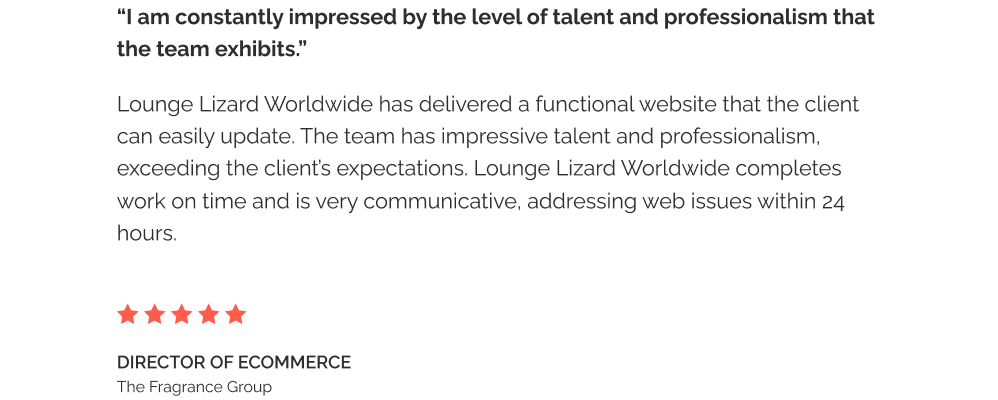 “I am constantly impressed by the level of talent and professionalism that
the team exhibits.”
Lounge Lizard Worldwide has delivered a functional website that the client
can easily update. The team has impressive talent and professionalism,
exceeding the client’s expectations. Lounge Lizard Worldwide completes
work on time and is very communicative, addressing web issues within 24
hours.
DIRECTOR OF ECOMMERCE
The Fragrance Group